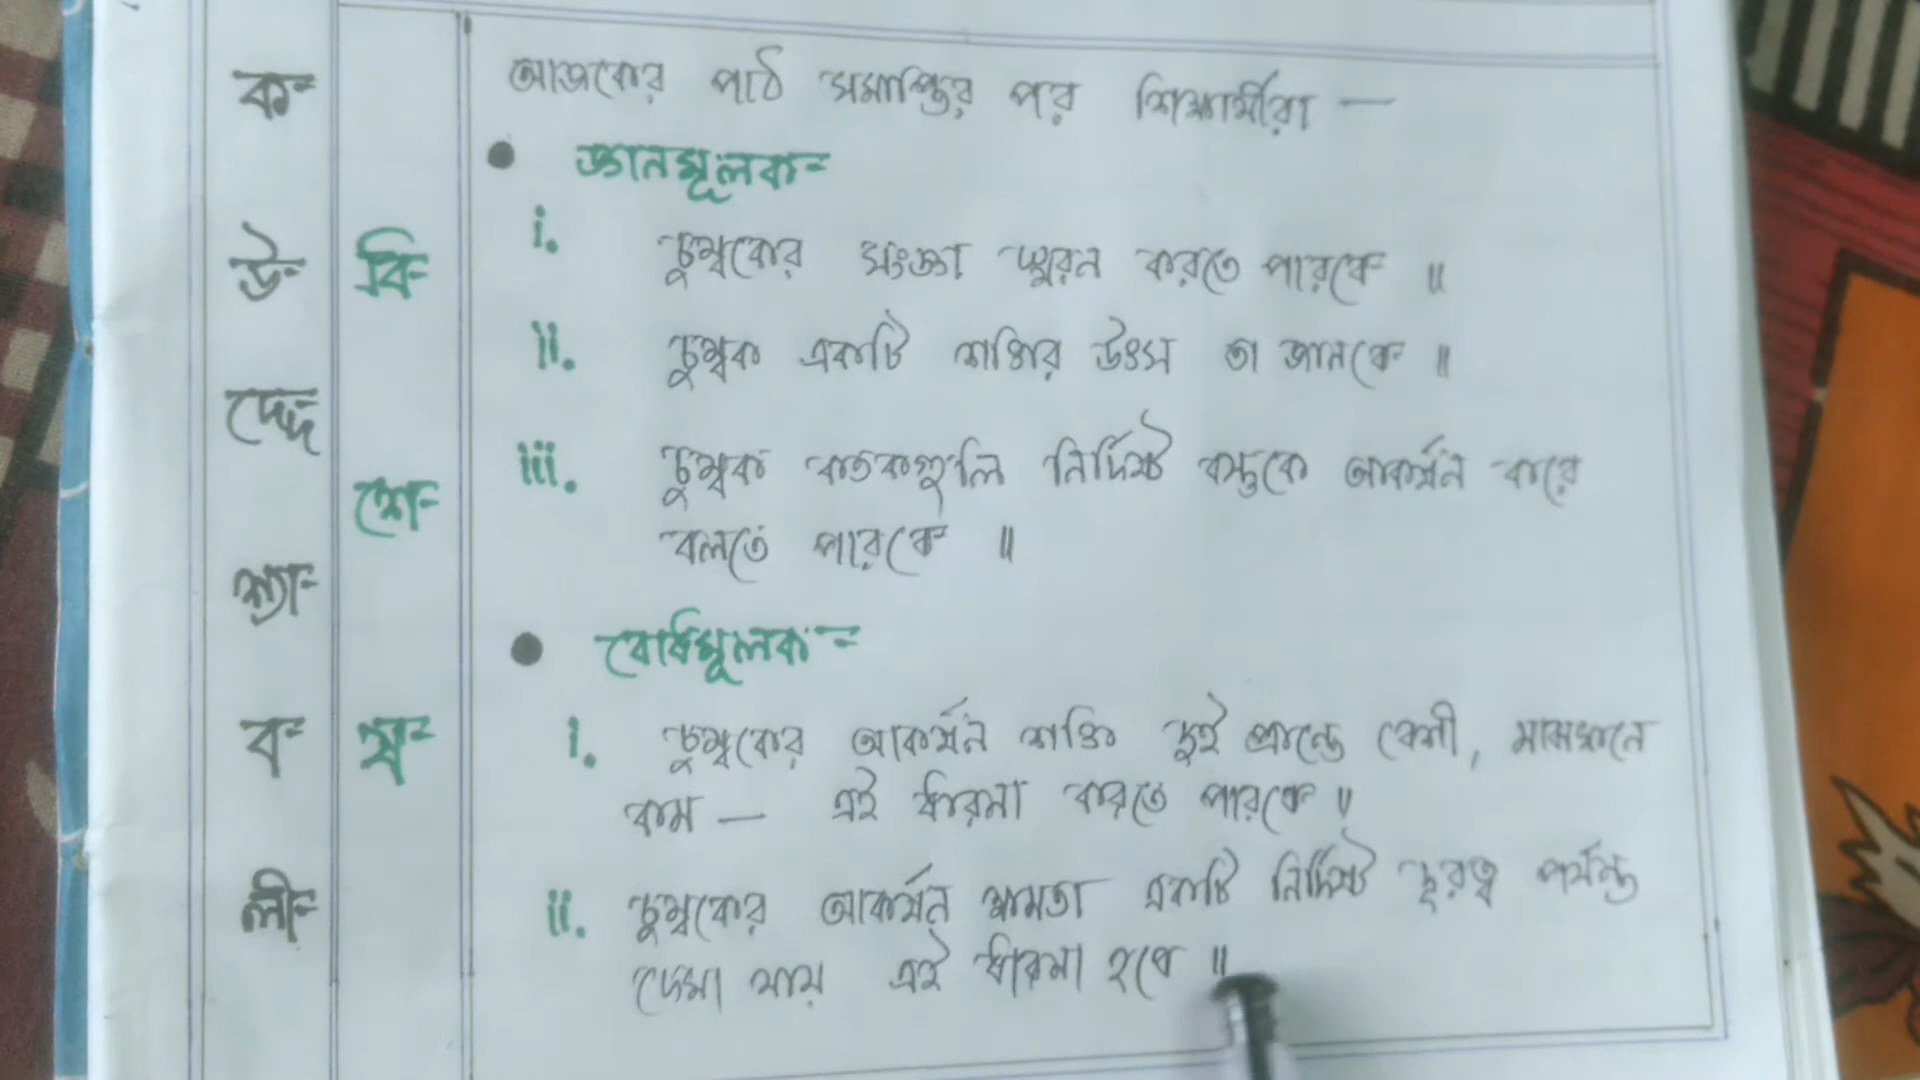 ক
উ
দ্দে
শ্যা
ব
লী
বি
শে
ষ
আজকের পাঠ সমাপ্তির পর শিক্ষার্থীরা —
• জ্ঞানমূলক
i. চুম্বকের সংজ্ঞা স্মরন করতে পারবে ॥
ii. চুম্বক একটি শক্তির উৎস তা জানবে ॥
iii. চুম্বক কতকগুলি নির্দিষ্ট বস্তুকে আকর্ষন করে
বলতে পারবে ॥
• বোধমূলক
i. চুম্বকের আকর্ষন শক্তি দুই প্রান্তে বেশী, মাঝখানে
কম — এই ধারনা করতে পারবে ॥
ii. চুম্বকের আকর্ষন ক্ষমতা একটি নির্দিষ্ট দূরত্ব পর্যন্ত
দেখা যায় এই ধারনা হবে ॥